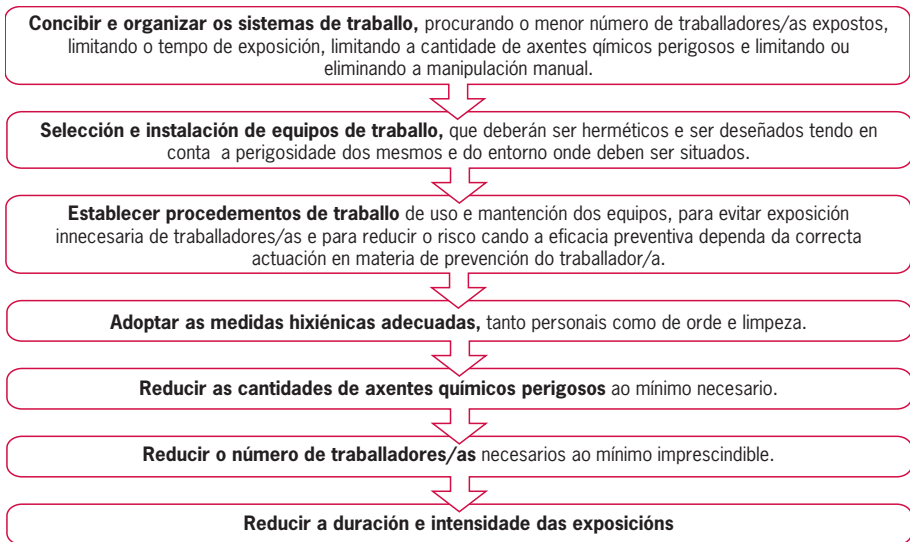 Concibir e organizar os sistemas de traballo, procurando o menor número de traballadores/as expostos,
limitando o tempo de exposición, limitando a cantidade de axentes qímicos perigosos e limitando ou
eliminando a manipulación manual.
Selección e instalación de equipos de traballo, que deberán ser herméticos e ser deseñados tendo en
conta a perigosidade dos mesmos e do entorno onde deben ser situados.
Establecer procedementos de traballo de uso e mantención dos equipos, para evitar exposición
innecesaria de traballadores/as e para reducir o risco cando a eficacia preventiva dependa da correcta
actuación en materia de prevención do traballador/a.
Adoptar as medidas hixiénicas adecuadas, tanto personais como de orde e limpeza.
Reducir as cantidades de axentes químicos perigosos ao mínimo necesario.
Reducir o número de traballadores/as necesarios ao mínimo imprescindible.
Reducir a duración e intensidade das exposicións